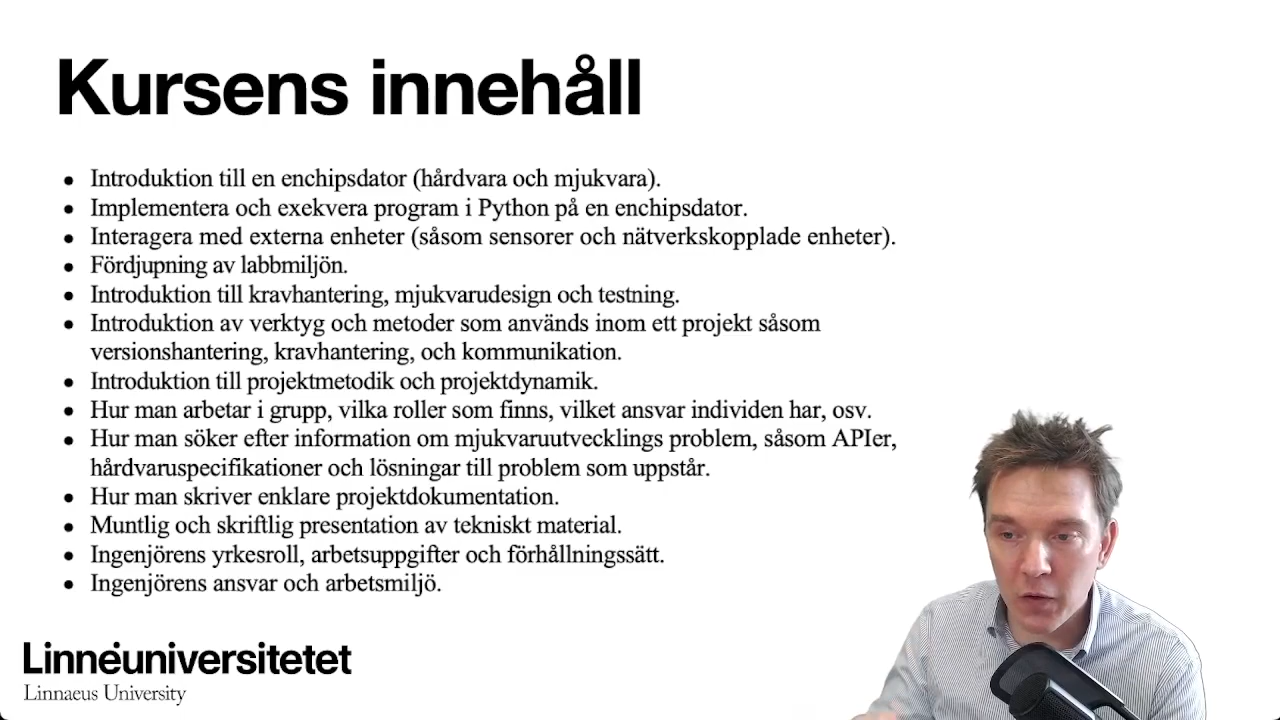 Kursens innehåll
• Introduktion till en enchipsdator (hårdvara och mjukvara).
• Implementera och exekvera program i Python på en enchipsdator.
• Interagera med externa enheter (såsom sensorer och nätverkskopplade enheter).
• Fördjupning av labbmiljön.
• Introduktion till kravhantering, mjukvarudesign och testning.
• Introduktion av verktyg och metoder som används inom ett projekt såsom
versionshantering, kravhantering, och kommunikation.
• Introduktion till projektmetodik och projektdynamik.
• Hur man arbetar i grupp, vilka roller som finns, vilket ansvar individen har, osv.
• Hur man söker efter information om mjukvaruutvecklings problem, såsom APIer,
hårdvaruspecifikationer och lösningar till problem som uppstår.
• Hur man skriver enklare projektdokumentation.
• Muntlig och skriftlig presentation av tekniskt material.
• Ingenjörens yrkesroll, arbetsuppgifter och förhållningssätt.
• Ingenjörens ansvar och arbetsmiljö.
Linnéuniversitetet
Linnaeus University